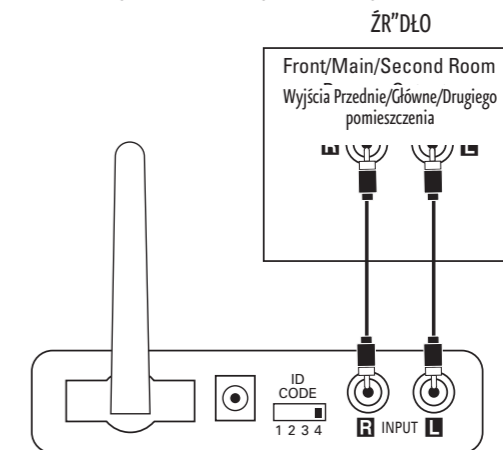 ŹR"DŁO
Front/Main/Second Room
Wyjścia Przednie/Główne/Drugiego
pomieszczenia
R L
ID
CODE
1 2 3 4
R INPUT L